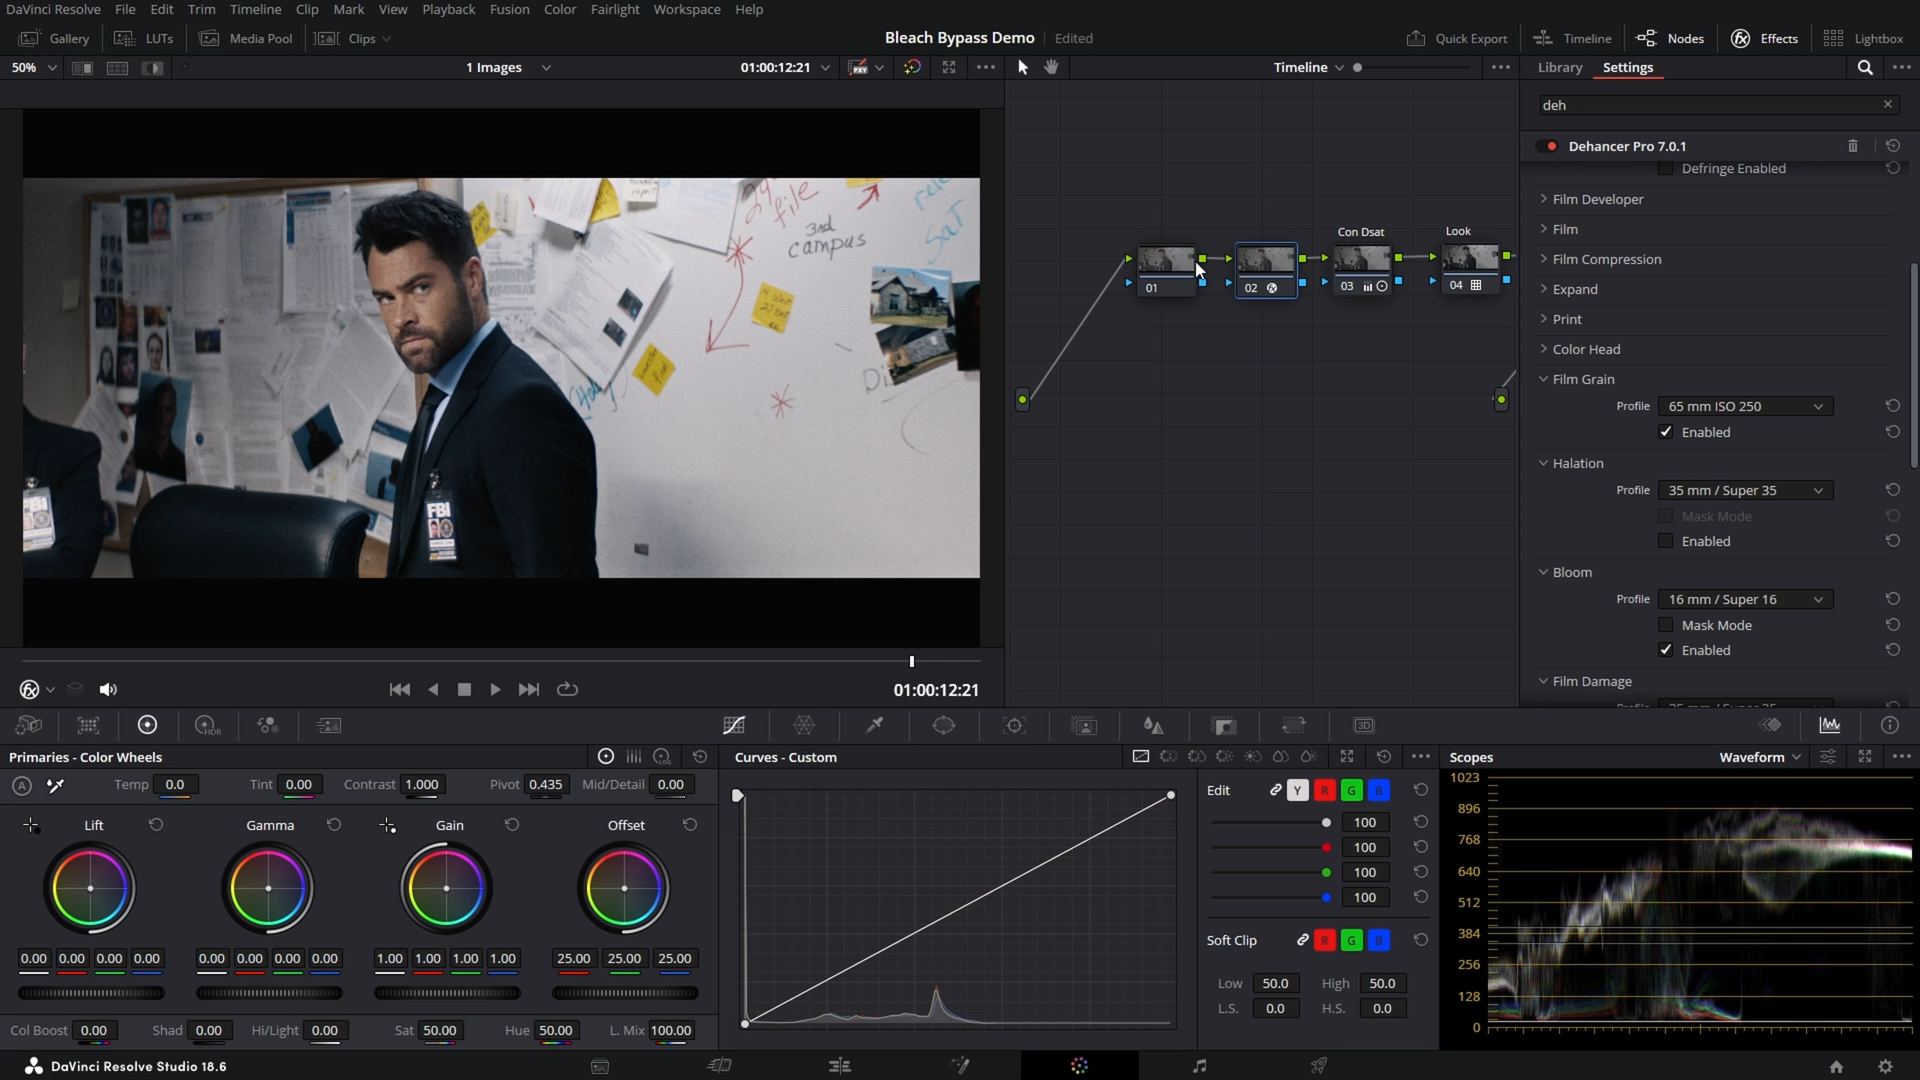 DaVinci Resolve File Edit Trim Timeline Clip Mark View Playback Fusion Color Fairlight Workspace Help
Gallery LUTs Media Pool Clips Bleach Bypass Demo Edited Quick Export Timeline Nodes Effects Lightbox
50% 1 Images 01:00:12:21 Timeline Library Settings
deh
Dehancer Pro 7.0.1
Defringe Enabled
Film Developer
Film
Film Compression
Expand
Print
Color Head
Film Grain
Profile 65 mm ISO 250
Enabled
Halation
Profile 35 mm / Super 35
Mask Mode
Enabled
Bloom
Profile 16 mm / Super 16
Mask Mode
Enabled
Film Damage
file
3rd
campus
FBI
FBI
Con Dsat Look
01 02 03 04
01:00:12:21
HDR
3D
Primaries - Color Wheels
A Temp 0.0 Tint 0.00 Contrast 1.000 Pivot 0.435 Mid/Detail 0.00
Lift Gamma Gain Offset
0.00 0.00 0.00 0.00 0.00 0.00 0.00 0.00 1.00 1.00 1.00 1.00 25.00 25.00 25.00
Col Boost 0.00 Shad 0.00 Hi/Light 0.00 Sat 50.00 Hue 50.00 L. Mix 100.00
Curves - Custom
Edit Y R G B
100
100
100
100
Soft Clip R G B
Low 50.0 High 50.0
L.S. 0.0 H.S. 0.0
Scopes Waveform
1023
896
768
640
512
384
256
128
0
DaVinci Resolve Studio 18.6